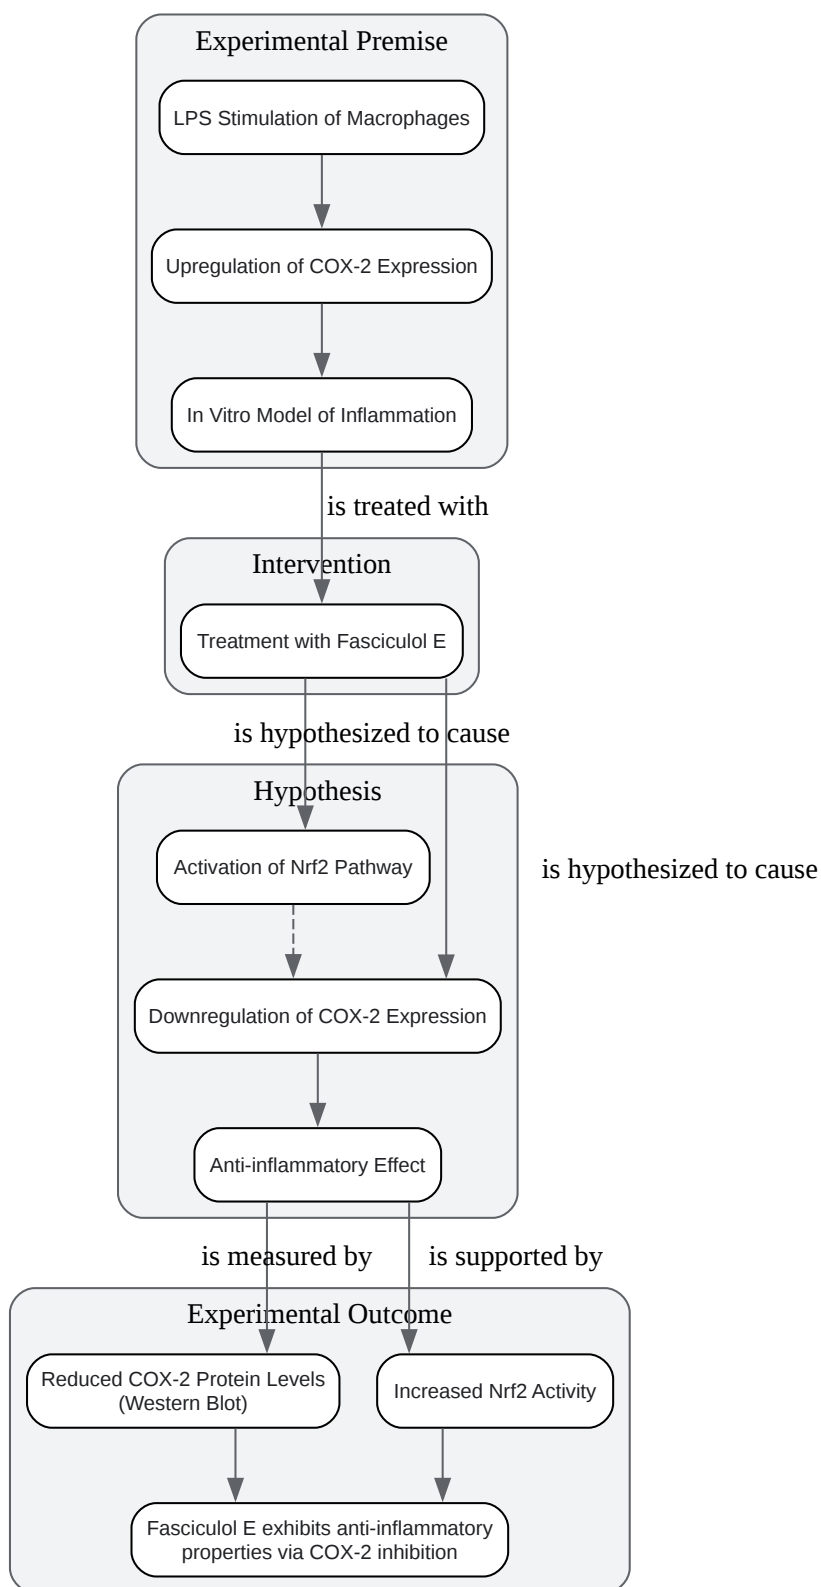 Experimental Premise
LPS Stimulation of Macrophages
Upregulation of COX-2 Expression
In Vitro Model of Inflammation
is treated with
Intervention
Treatment with Fasciculol E
is hypothesized to cause
Hypothesis
Activation of Nrf2 Pathway
is hypothesized to cause
Downregulation of COX-2 Expression
Anti-inflammatory Effect
is measured by
is supported by
Experimental Outcome
Reduced COX-2 Protein Levels
(Western Blot)
Increased Nrf2 Activity
Fasciculol E exhibits anti-inflammatory
properties via COX-2 inhibition